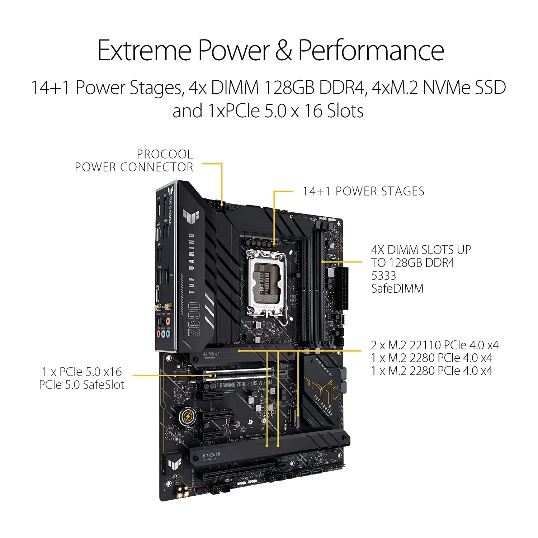 Extreme Power & Performance
14+1 Power Stages, 4x DIMM 128GB DDR4, 4xM.2 NVMe SSD
and 1xPCIe 5.0 x 16 Slots
PROCOOL
POWER CONNECTOR
14+1 POWER STAGES
4X DIMM SLOTS UP
TO 128GB DDR4
5333
SafeDIMM
TUF GAMING
2 x M.2 22110 PCIe 4.0 x4
1 x M.2 2280 PCIe 4.0 x4
1 x M.2 2280 PCIe 4.0 x4
1 x PCIe 5.0 x16
PCIe 5.0 SafeSlot